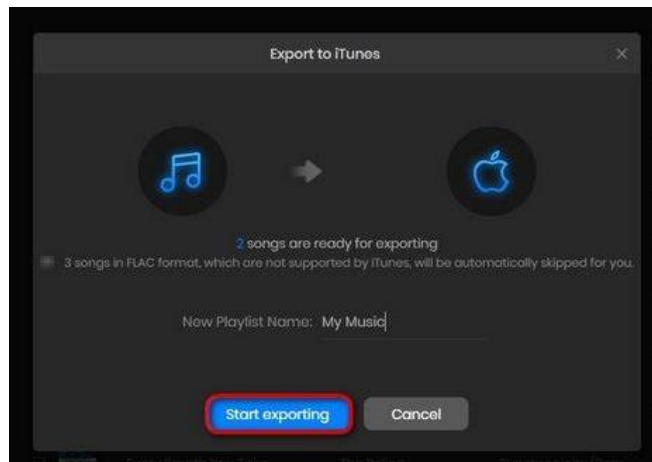 Export to iTunes
2 songs are ready for exporting
3 songs in FLAC format, which are not supported by iTunes, will be automatically skipped for you.
New Playlist Name: My Music
Start exporting
Cancel